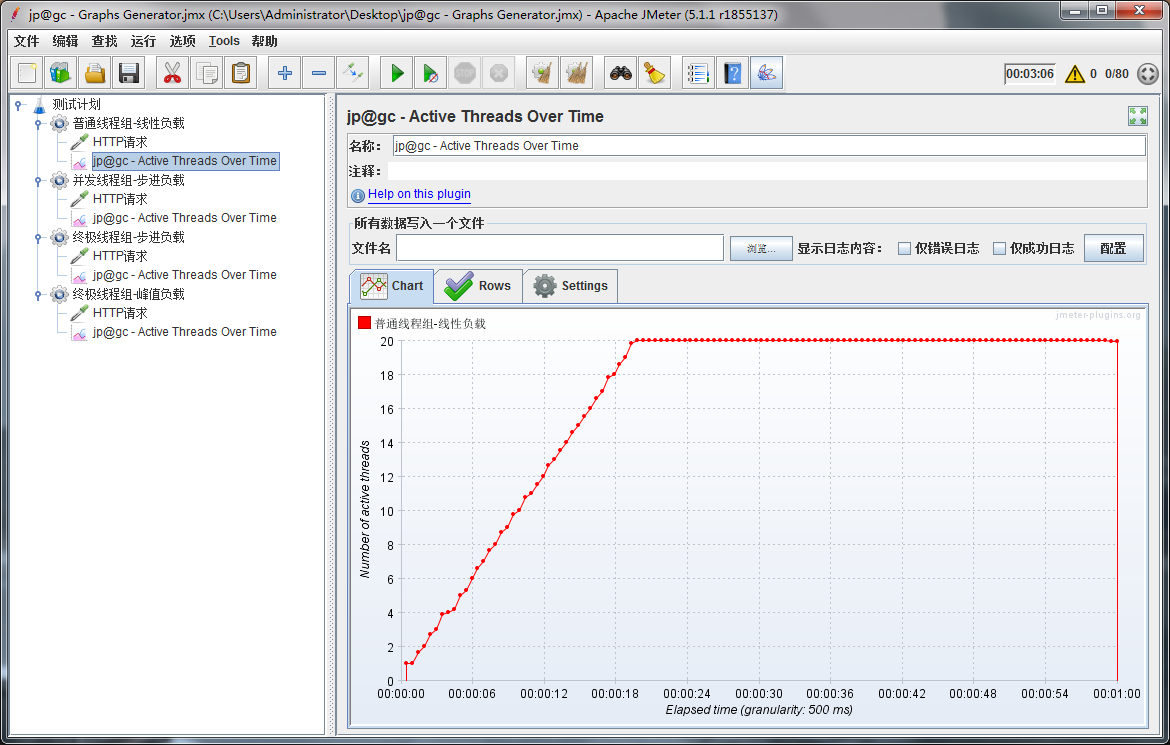 jp@gc - Graphs Generator.jmx (C:\Users\Administrator\Desktop\jp@gc - Graphs Generator.jmx) - Apache JMeter (5.1.1 r1855137)
文件 编辑 查找 运行 选项 Tools 帮助
STOP
00:03:06 0 0/80
测试计划
普通线程组-线性负载
HTTP请求
jp@gc - Active Threads Over Time
并发线程组-步进负载
HTTP请求
jp@gc - Active Threads Over Time
终极线程组-步进负载
HTTP请求
jp@gc - Active Threads Over Time
终极线程组-峰值负载
HTTP请求
jp@gc - Active Threads Over Time
jp@gc - Active Threads Over Time
名称： jp@gc - Active Threads Over Time
注释：
Help on this plugin
所有数据写入一个文件
文件名 浏览... 显示日志内容： 仅错误日志 仅成功日志 配置
Chart Rows Settings
普通线程组-线性负载
jmeter-plugins.org
20
18
16
14
12
10
8
6
4
2
0
Number of active threads
00:00:00 00:00:06 00:00:12 00:00:18 00:00:24 00:00:30 00:00:36 00:00:42 00:00:48 00:00:54 00:01:00
Elapsed time (granularity: 500 ms)